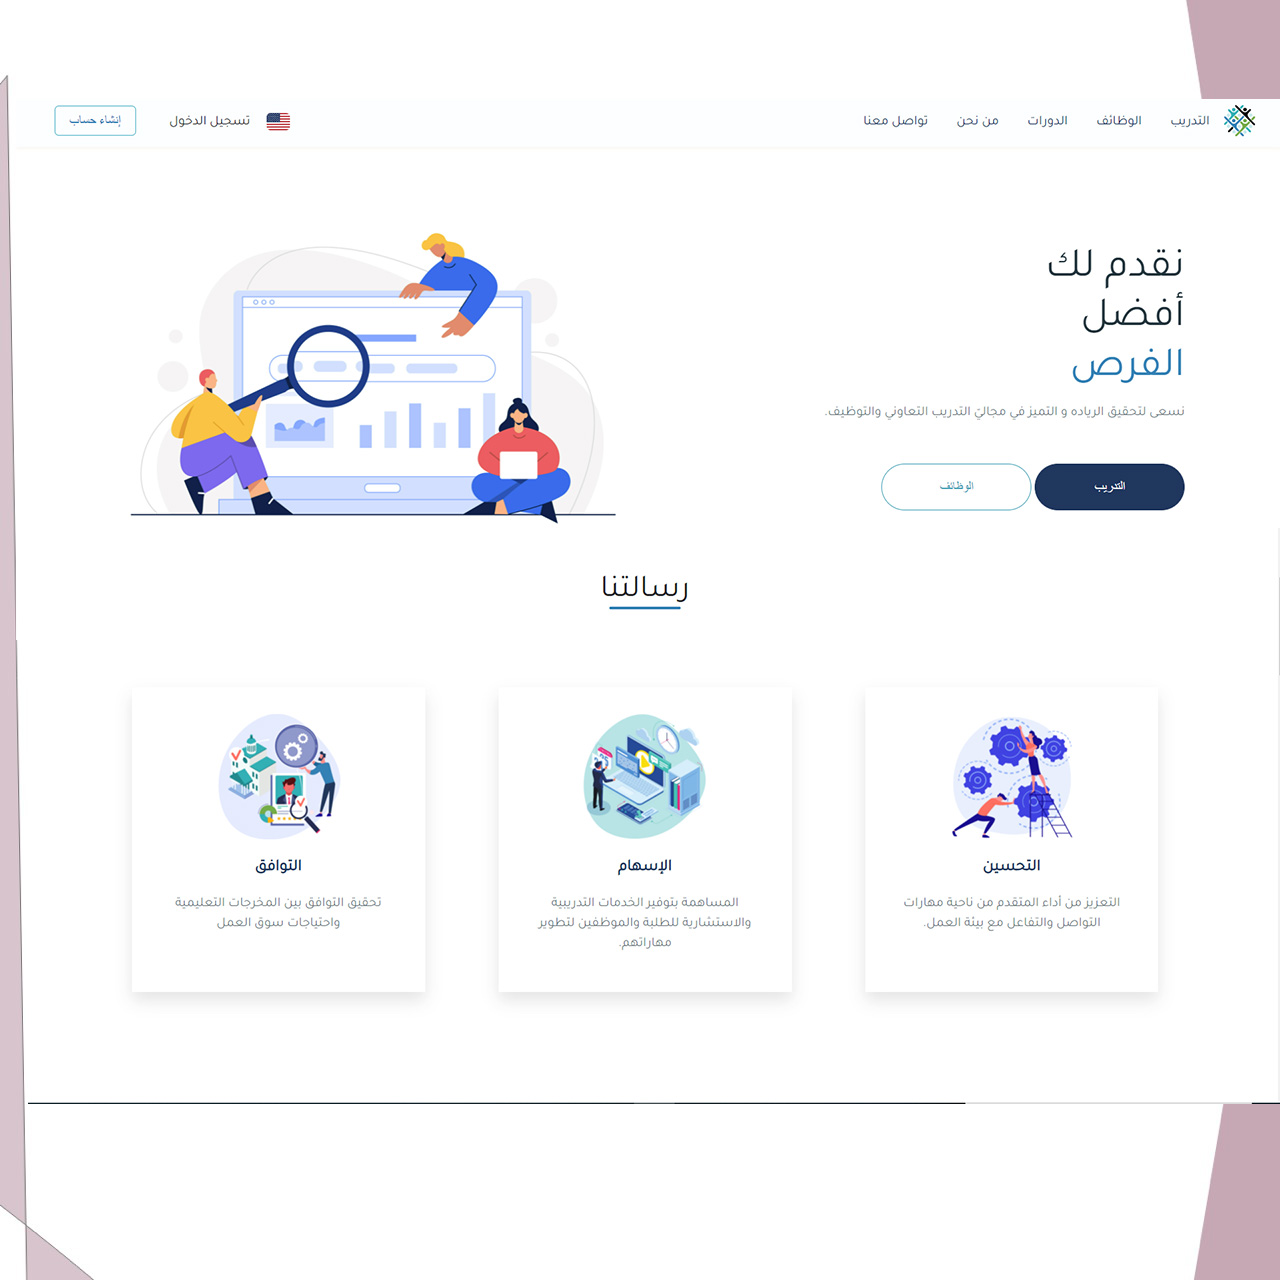 التدريب
الوظائف
الدورات
من نحن
تواصل معنا
تسجيل الدخول
إنشاء حساب
نقدم لك
أفضل
الفرص
نسعى لتحقيق الرياده و التميز في مجاليّ التدريب التعاوني والتوظيف.
التدريب
الوظائف
رسالتنا
التحسين
التعزيز من أداء المتقدم من ناحية مهارات
التواصل والتفاعل مع بيئة العمل.
الإسهام
المساهمة بتوفير الخدمات التدريبية
والاستشارية للطلبة والموظفين لتطوير
مهاراتهم.
التوافق
تحقيق التوافق بين المخرجات التعليمية
واحتياجات سوق العمل